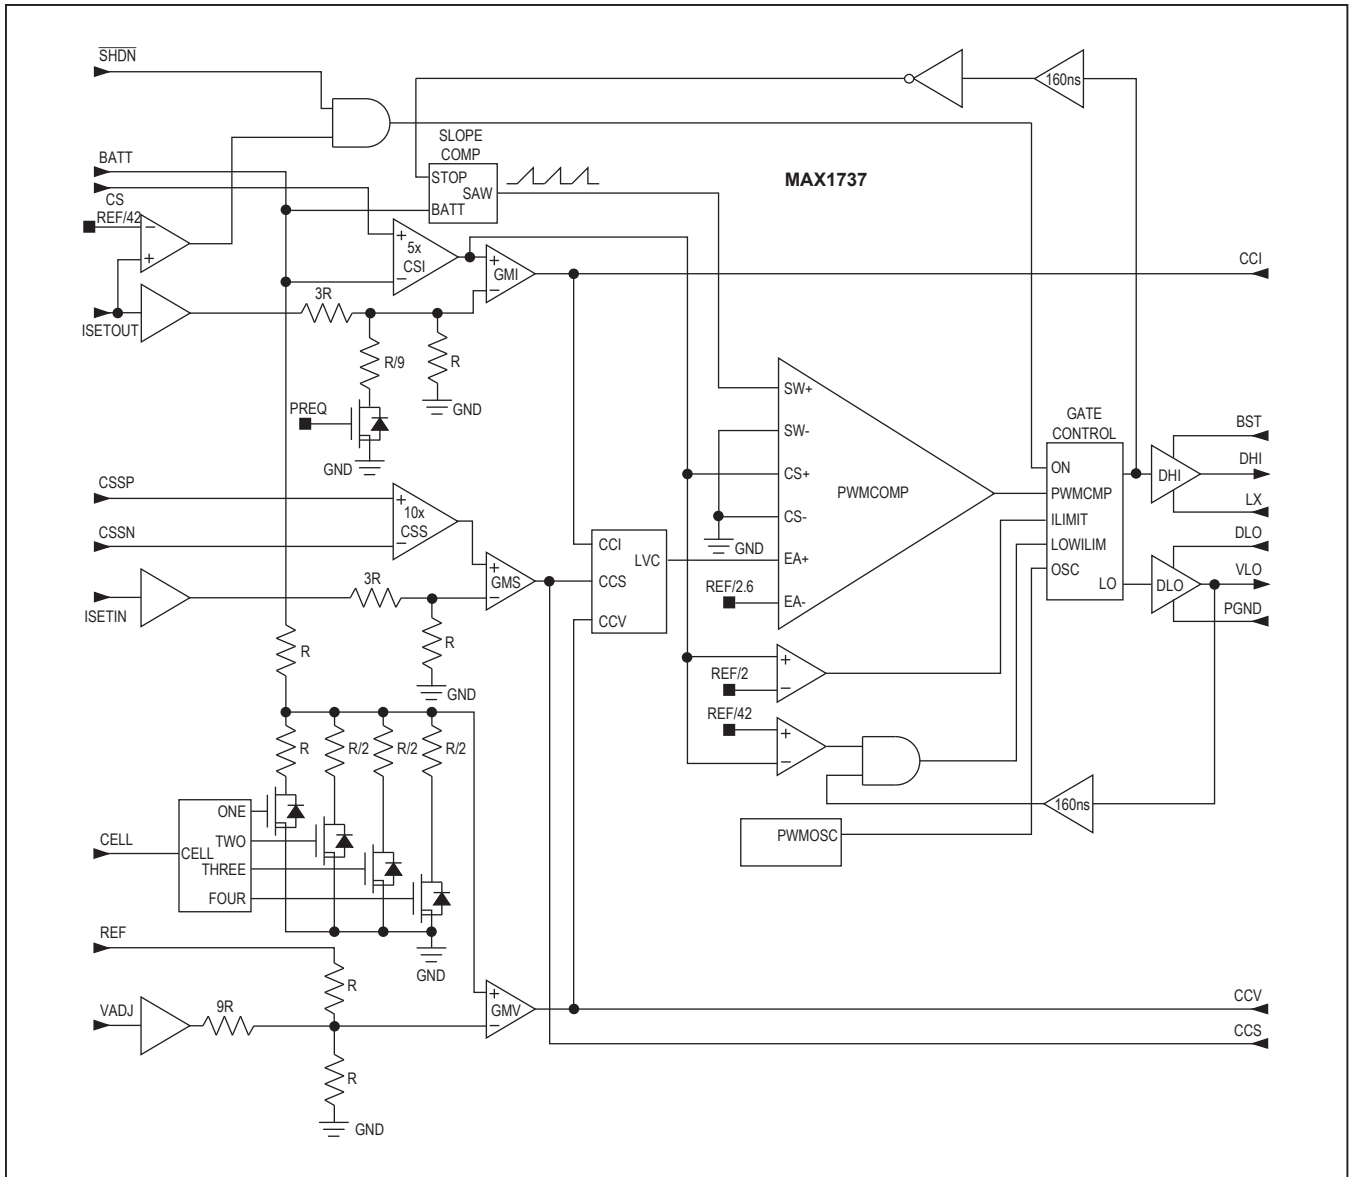 SHDN
160ns
SLOPE
COMP
BATT
STOP
SAW
MAX1737
CS
BATT
REF/42
−
+
5x
CSI
+
−
+
GMI
−
CCI
3R
ISETOUT
R/9
R
SW+
PREQ
GND
GATE
CONTROL
BST
SW-
GND
ON
DHI
DHI
CSSP
CS+
PWMCOMP
PWMCMP
+
10x
CSS
−
CS-
ILIMIT
LX
CSSN
CCI
GND
LOWILIM
DLO
LVC
EA+
OSC
3R
+
GMS
−
CCS
LO
DLO
VLO
REF/2.6
EA-
ISETIN
CCV
PGND
R
R
+
REF/2
−
GND
REF/42
+
R
R/2
R/2
R/2
−
ONE
160ns
TWO
PWMOSC
CELL
CELL
THREE
FOUR
REF
GND
R
+
GMV
−
VADJ
9R
CCV
CCS
R
GND